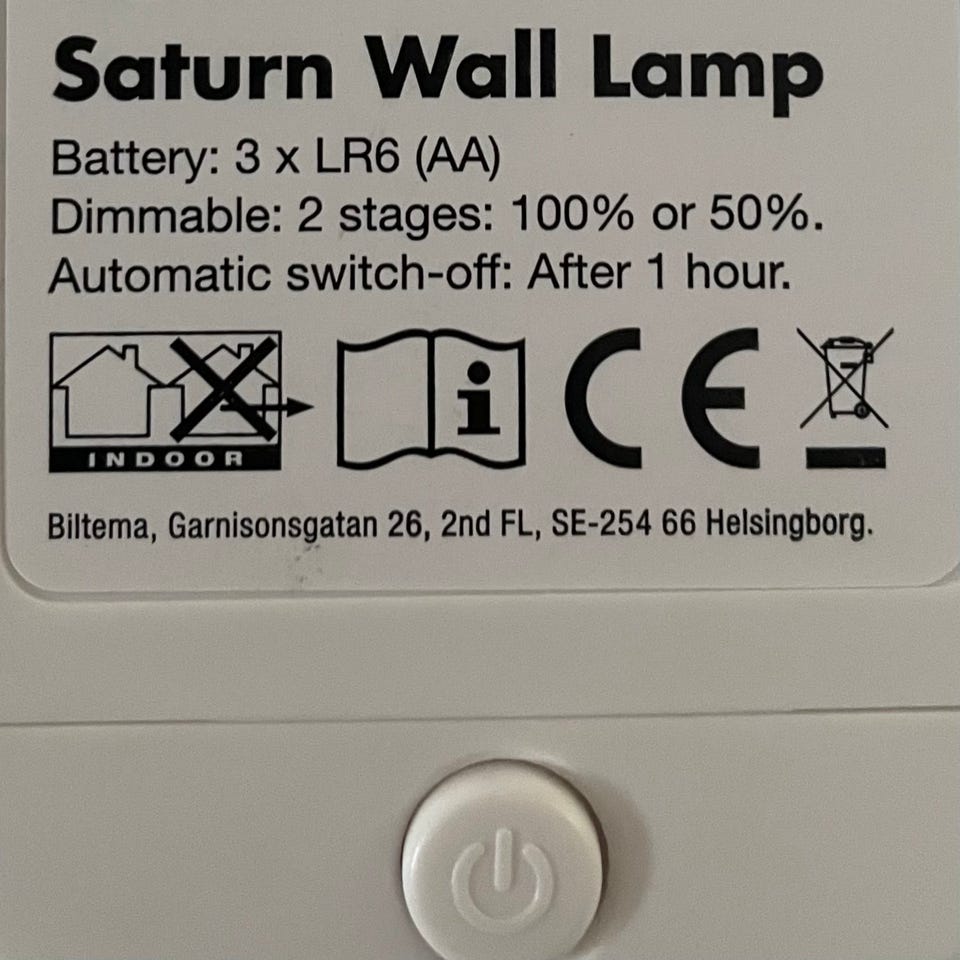 Saturn Wall Lamp
Battery: 3 x LR6 (AA)
Dimmable: 2 stages: 100% or 50%.
Automatic switch-off: After 1 hour.
INDOOR
i
CE
Biltema, Garnisonsgatan 26, 2nd FL, SE-254 66 Helsingborg.